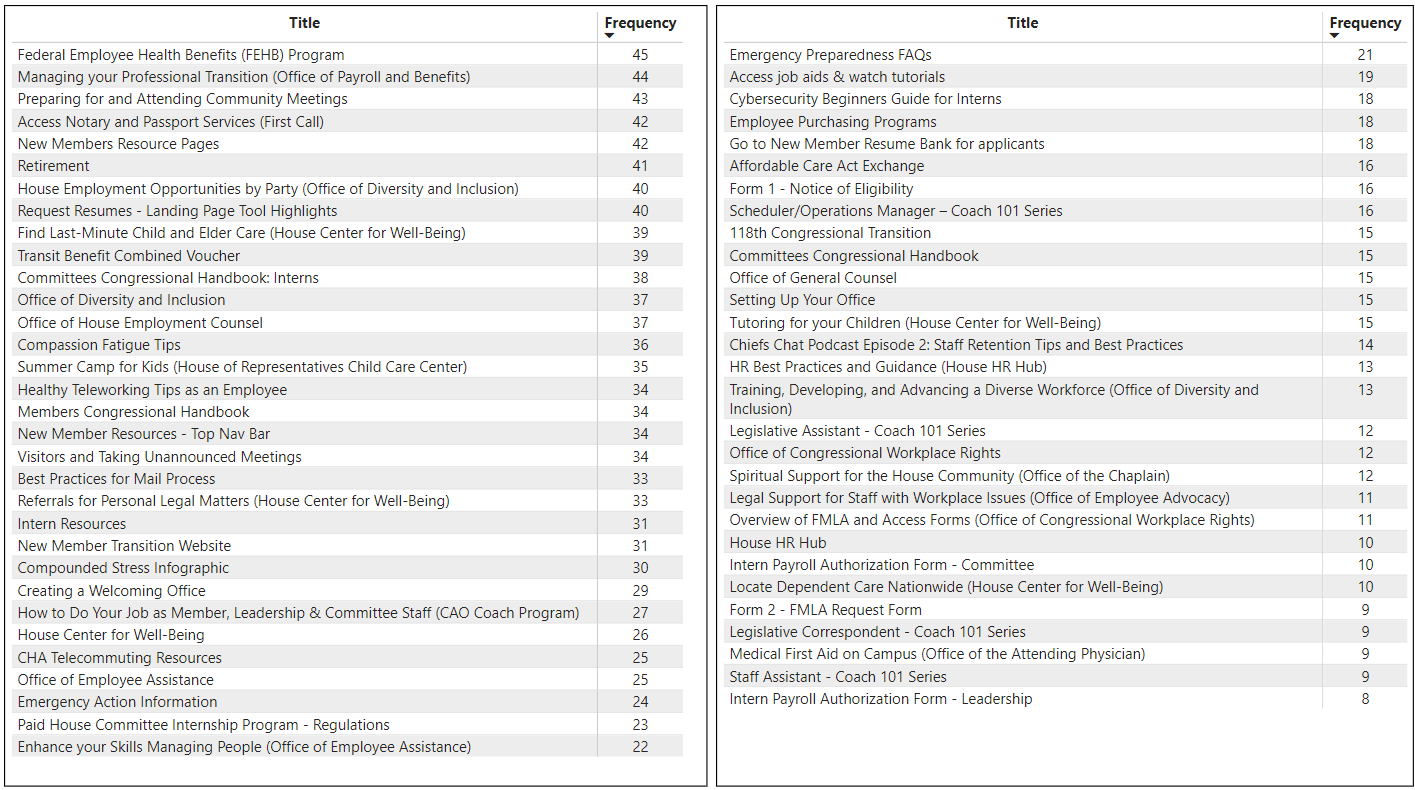 Title Frequency
Federal Employee Health Benefits (FEHB) Program 45
Managing your Professional Transition (Office of Payroll and Benefits) 44
Preparing for and Attending Community Meetings 43
Access Notary and Passport Services (First Call) 42
New Members Resource Pages 42
Retirement 41
House Employment Opportunities by Party (Office of Diversity and Inclusion) 40
Request Resumes - Landing Page Tool Highlights 40
Find Last-Minute Child and Elder Care (House Center for Well-Being) 39
Transit Benefit Combined Voucher 39
Committees Congressional Handbook: Interns 38
Office of Diversity and Inclusion 37
Office of House Employment Counsel 37
Compassion Fatigue Tips 36
Summer Camp for Kids (House of Representatives Child Care Center) 35
Healthy Teleworking Tips as an Employee 34
Members Congressional Handbook 34
New Member Resources - Top Nav Bar 34
Visitors and Taking Unannounced Meetings 34
Best Practices for Mail Process 33
Referrals for Personal Legal Matters (House Center for Well-Being) 33
Intern Resources 31
New Member Transition Website 31
Compounded Stress Infographic 30
Creating a Welcoming Office 29
How to Do Your Job as Member, Leadership & Committee Staff (CAO Coach Program) 27
House Center for Well-Being 26
CHA Telecommuting Resources 25
Office of Employee Assistance 25
Emergency Action Information 24
Paid House Committee Internship Program - Regulations 23
Enhance your Skills Managing People (Office of Employee Assistance) 22
Title Frequency
Emergency Preparedness FAQs 21
Access job aids & watch tutorials 19
Cybersecurity Beginners Guide for Interns 18
Employee Purchasing Programs 18
Go to New Member Resume Bank for applicants 18
Affordable Care Act Exchange 16
Form 1 - Notice of Eligibility 16
Scheduler/Operations Manager – Coach 101 Series 16
118th Congressional Transition 15
Committees Congressional Handbook 15
Office of General Counsel 15
Setting Up Your Office 15
Tutoring for your Children (House Center for Well-Being) 15
Chiefs Chat Podcast Episode 2: Staff Retention Tips and Best Practices 14
HR Best Practices and Guidance (House HR Hub) 13
Training, Developing, and Advancing a Diverse Workforce (Office of Diversity and 13
Inclusion)
Legislative Assistant - Coach 101 Series 12
Office of Congressional Workplace Rights 12
Spiritual Support for the House Community (Office of the Chaplain) 12
Legal Support for Staff with Workplace Issues (Office of Employee Advocacy) 11
Overview of FMLA and Access Forms (Office of Congressional Workplace Rights) 11
House HR Hub 10
Intern Payroll Authorization Form - Committee 10
Locate Dependent Care Nationwide (House Center for Well-Being) 10
Form 2 - FMLA Request Form 9
Legislative Correspondent - Coach 101 Series 9
Medical First Aid on Campus (Office of the Attending Physician) 9
Staff Assistant - Coach 101 Series 9
Intern Payroll Authorization Form - Leadership 8